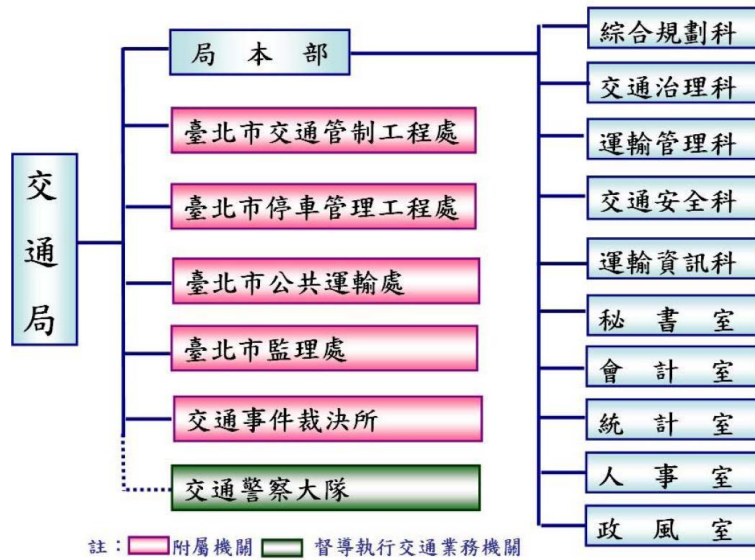 交通局
局本部
臺北市交通管制工程處
臺北市停車管理工程處
臺北市公共運輸處
臺北市監理處
交通事件裁決所
交通警察大隊
綜合規劃科
交通治理科
運輸管理科
交通安全科
運輸資訊科
秘書室
會計室
統計室
人事室
政風室
註：附屬機關 督導執行交通業務機關